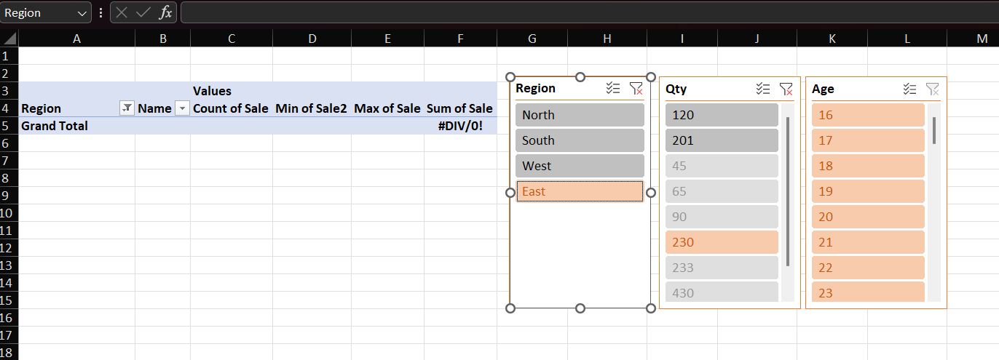 Region
fx
A B C D E F G H I J K L M
1
2
3 Values
4 Region Name Count of Sale Min of Sale2 Max of Sale Sum of Sale
5 Grand Total #DIV/0!
6
7
8
9
10
11
12
13
14
15
16
17
18
Region
North
South
West
East
Qty
120
201
45
65
90
230
233
430
Age
16
17
18
19
20
21
22
23